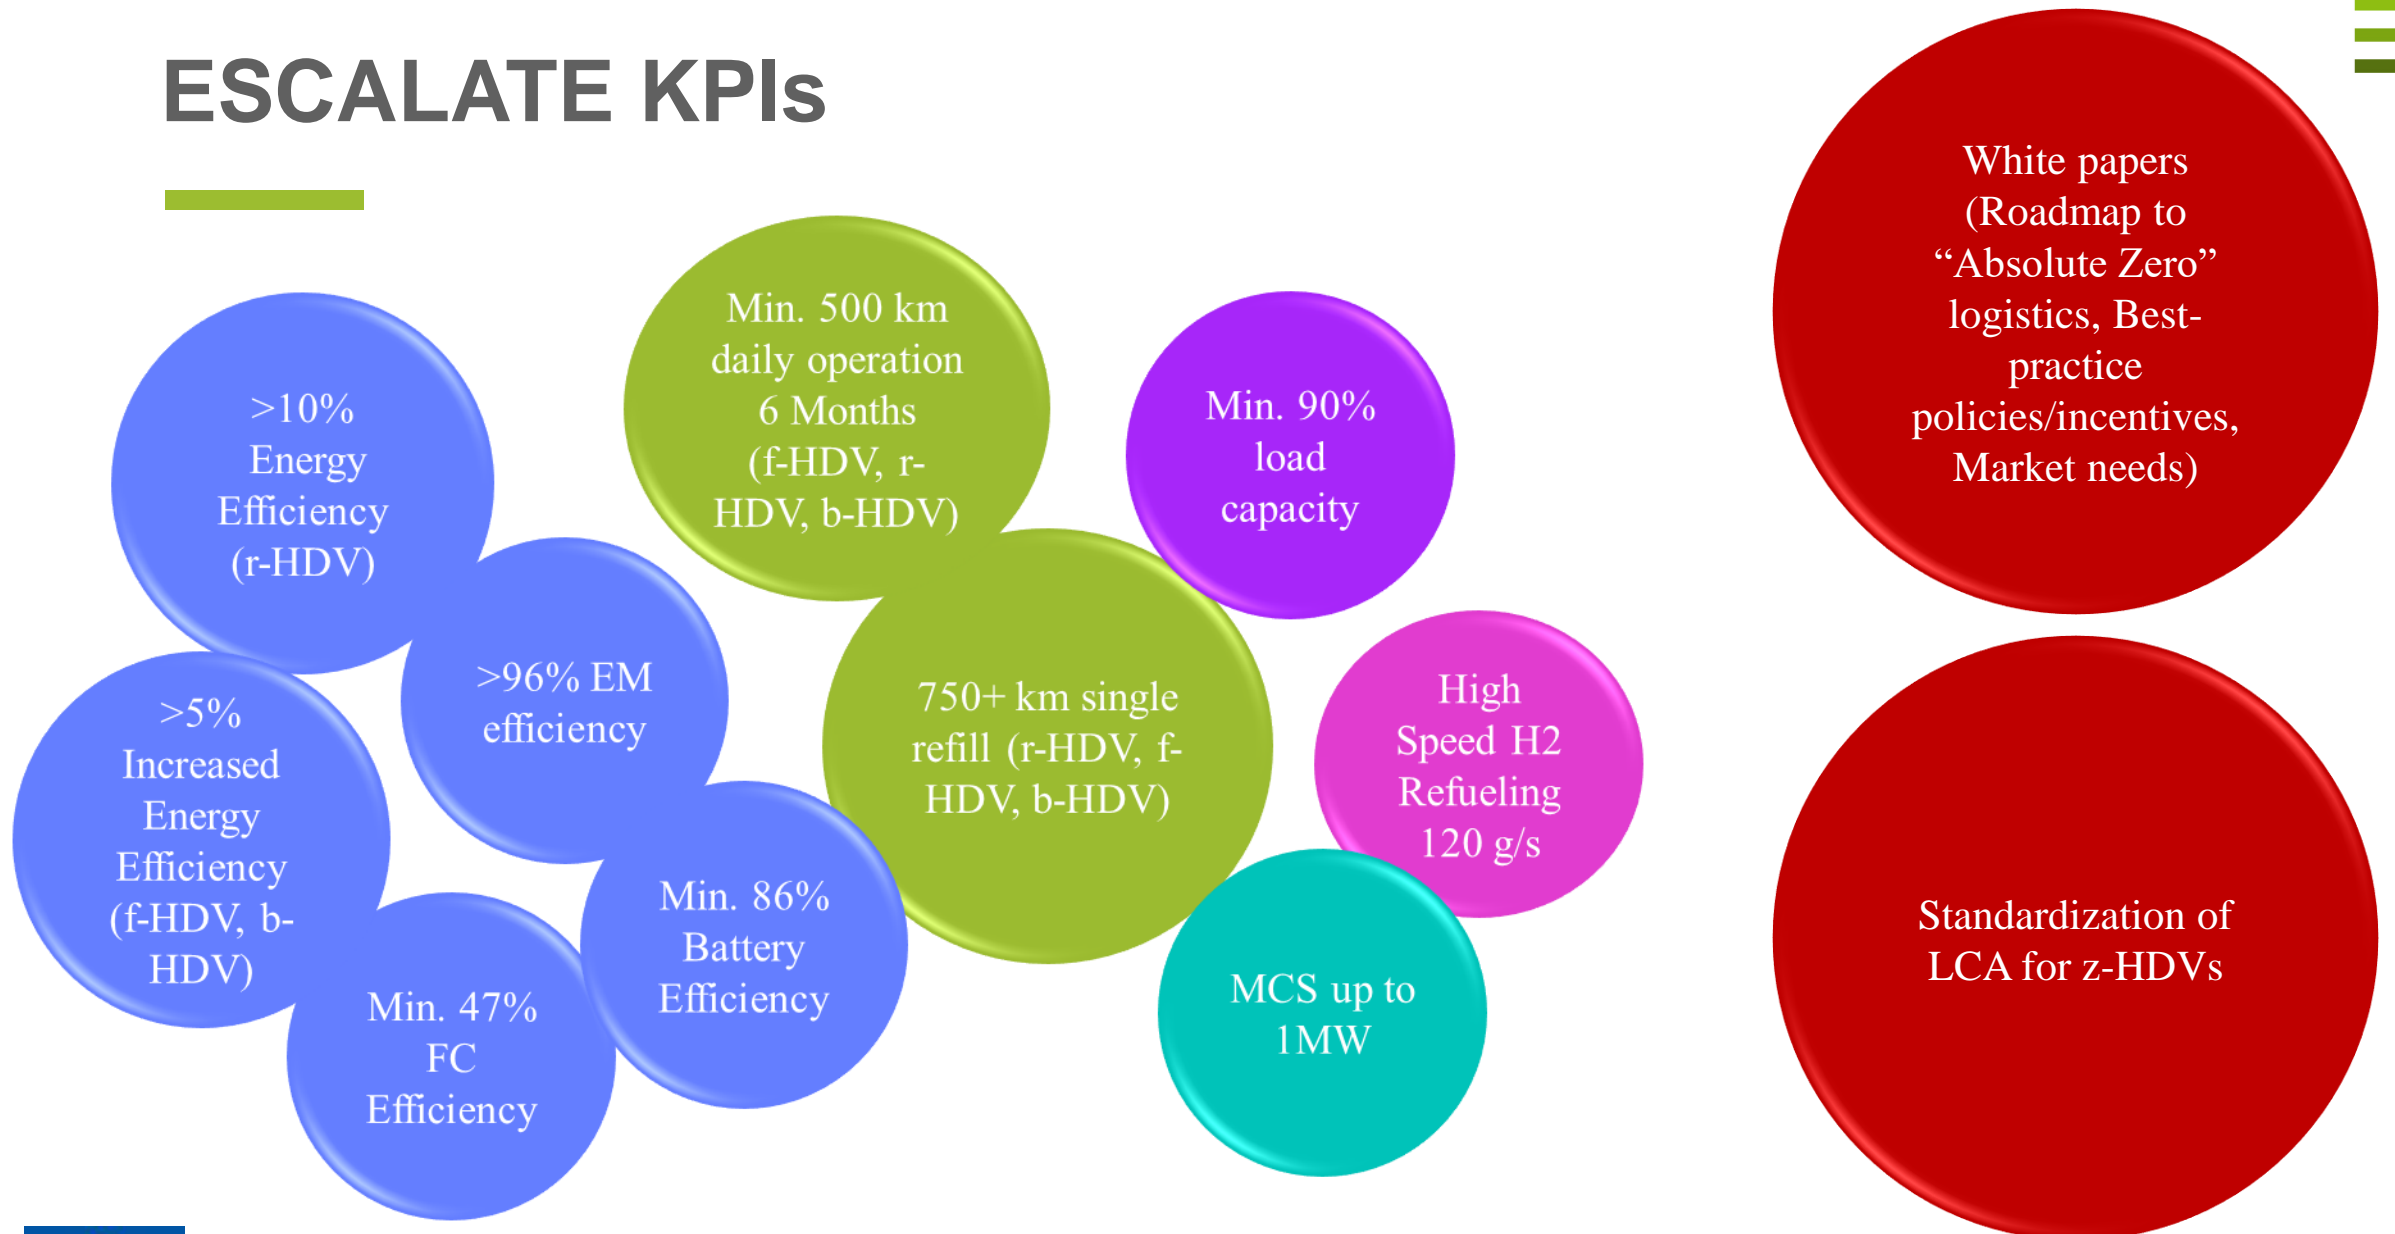 ESCALATE KPIs
>10%
Energy
Efficiency
(r-HDV)
>5%
Increased
Energy
Efficiency
(f-HDV, b-
HDV)
>96% EM
efficiency
Min. 47%
FC
Efficiency
Min. 86%
Battery
Efficiency
Min. 500 km
daily operation
6 Months
(f-HDV, r-
HDV, b-HDV)
750+ km single
refill (r-HDV, f-
HDV, b-HDV)
Min. 90%
load
capacity
High
Speed H2
Refueling
120 g/s
MCS up to
1MW
White papers
(Roadmap to
“Absolute Zero”
logistics, Best-
practice
policies/incentives,
Market needs)
Standardization of
LCA for z-HDVs